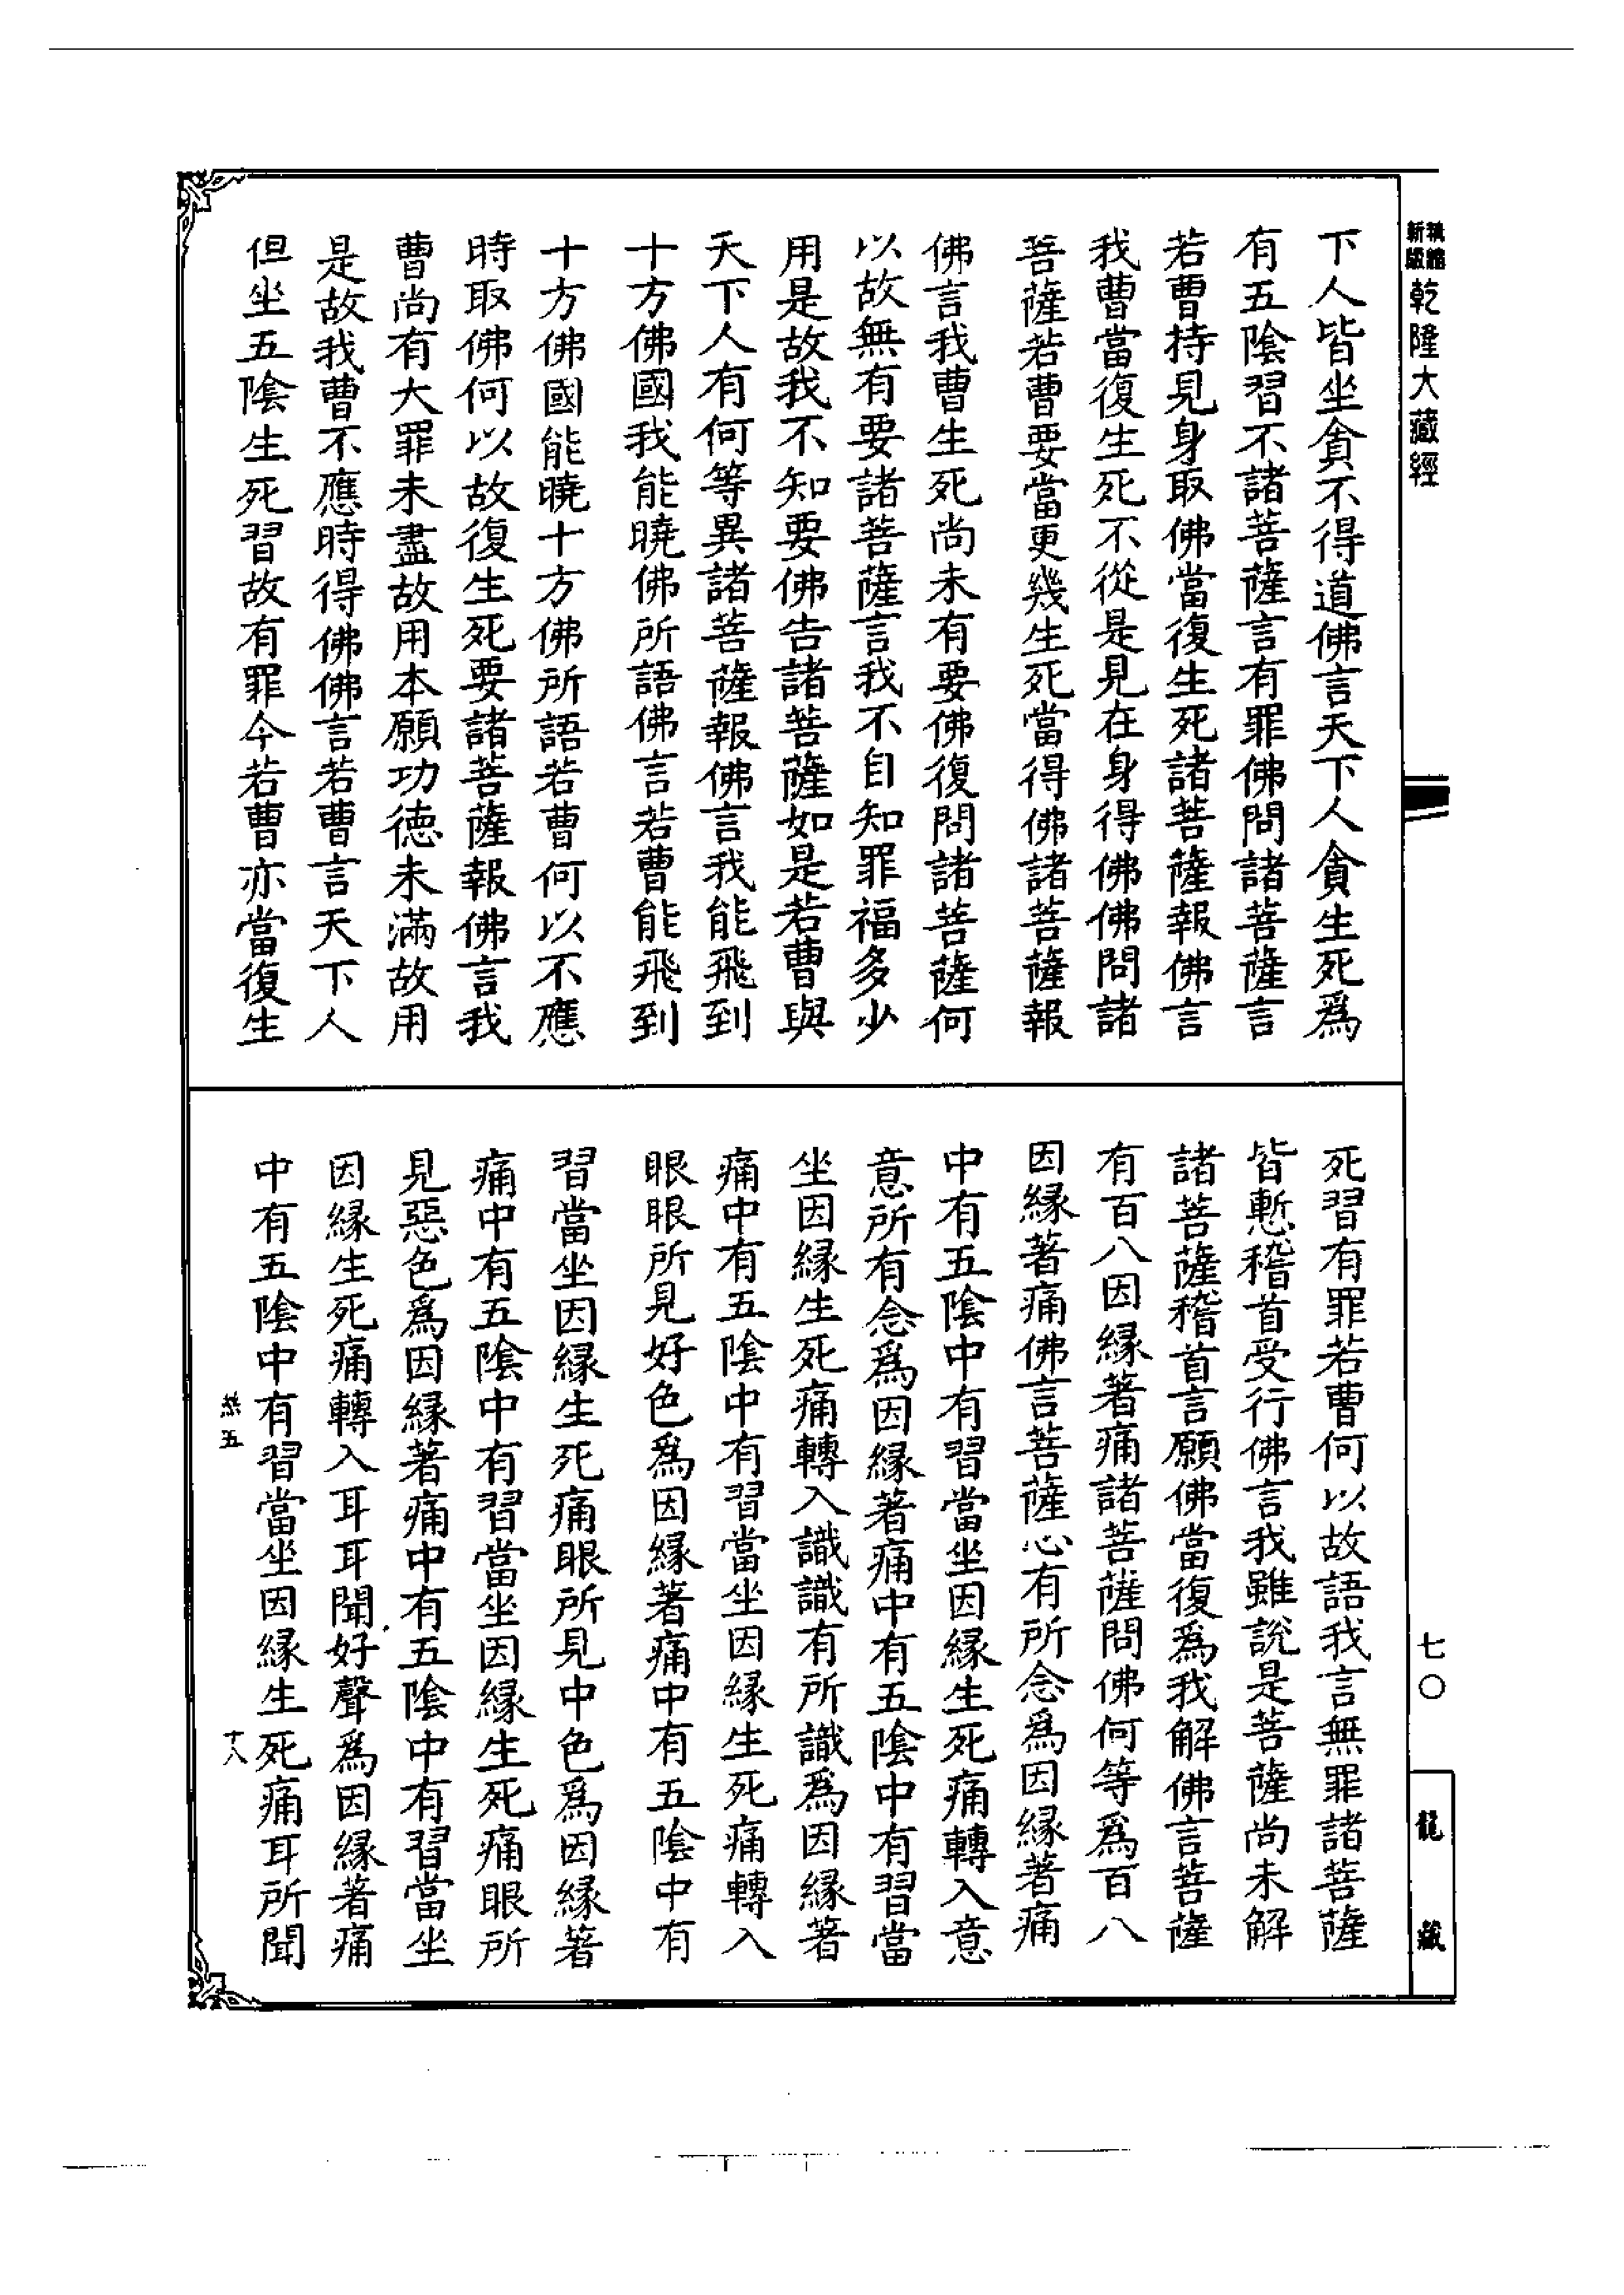 新編縮版
乾隆大藏經
下人皆坐貪不得道佛言天下人貪生死爲
有五陰習不諸菩薩言有罪佛問諸菩薩言
若曹持見身取佛當復生死諸菩薩報佛言
我曹當復生死不從是見在身得佛佛問諸
菩薩若曹要當更幾生死當得佛諸菩薩報
佛言我曹生死尚未有要佛復問諸菩薩何
以故無有要諸菩薩言我不自知罪福多少
用是故我不知要佛告諸菩薩如是若曹與
天下人有何等異諸菩薩報佛言我能飛到
十方佛國我能曉佛所語佛言若曹能飛到
十方佛國能曉十方佛所語若曹何以不應
時取佛何以故復生死要諸菩薩報佛言我
曹尚有大罪未盡故用本願功德未滿故用
是故我曹不應時得佛佛言若曹言天下人
但坐五陰生死習故有罪今若曹亦當復生
死習有罪若曹何以故語我言無罪諸菩薩
皆慙稽首受行佛言我雖說是菩薩尚未解
諸菩薩稽首言願佛當復爲我解佛言菩薩
有百八因縁著痛諸菩薩問佛何等爲百八
因縁著痛佛言菩薩心有所念爲因縁著痛
中有五陰中有習當坐因縁生死痛轉入意
意所有念爲因縁著痛中有五陰中有習當
坐因縁生死痛轉入識識有所識爲因縁著
痛中有五陰中有習當坐因縁生死痛轉入
眼眼所見好色爲因縁著痛中有五陰中有
習當坐因縁生死痛眼所見中色爲因縁著
痛中有五陰中有習當坐因縁生死痛眼所
見惡色爲因縁著痛中有五陰中有習當坐
因縁生死痛轉入耳耳聞好聲爲因縁著痛
中有五陰中有習當坐因縁生死痛耳所聞
七〇
龍藏
五
十八